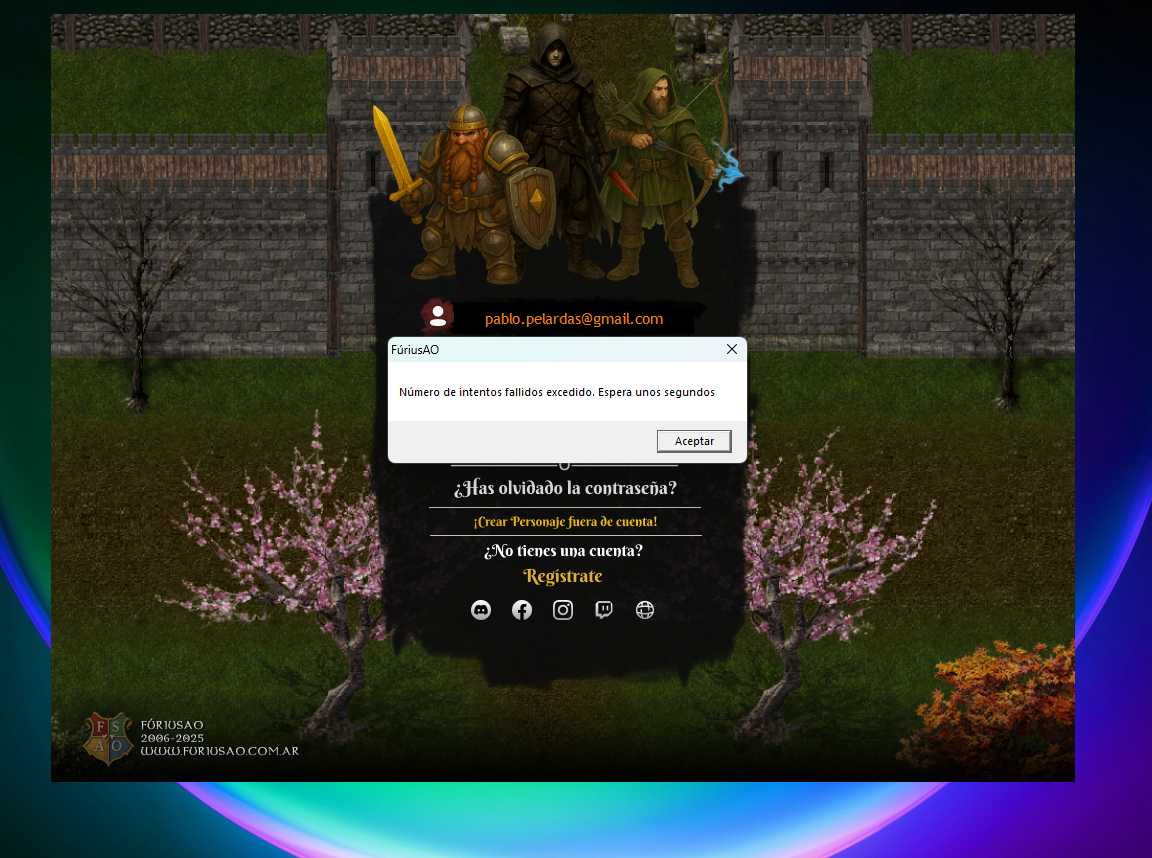 pablo.pelardas@gmail.com
FúriusAO
Número de intentos fallidos excedido. Espera unos segundos
Aceptar
¿Has olvidado la contraseña?
¡Crear Personaje fuera de cuenta!
¿No tienes una cuenta?
Regístrate
F S
A O
FÚRIUSAO
2006-2025
WWW.FURIUSAO.COM.AR